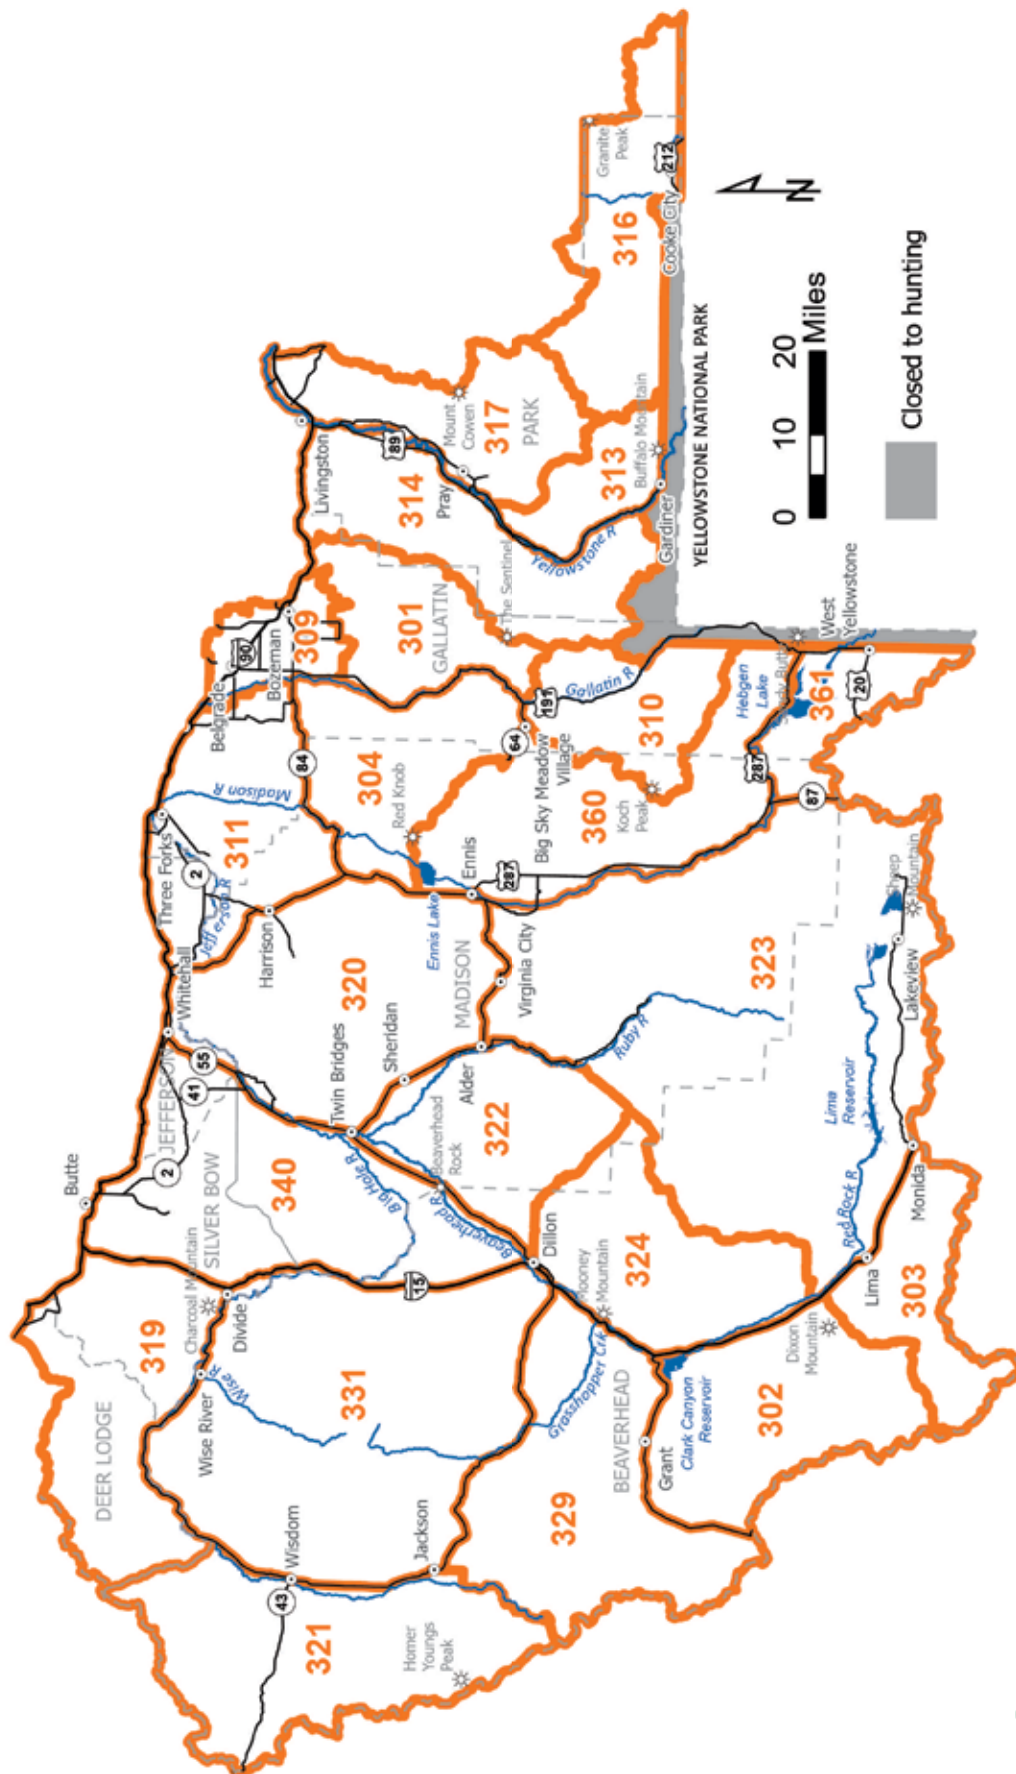 Butte
DEER LODGE
319
2
JEFFERSON
Whitehall
Three Forks
Charcoal Mountain
SILVER BOW
41
55
2
Jefferson R
Madison R
Belgrade
Wise River
Divide
Wise R
340
311
90
Bozeman
309
43
Wisdom
Harrison
84
Livingston
321
331
Big Hole R
Twin Bridges
320
304
Red Knob
301
GALLATIN
89
314
Homer
Youngs
Peak
Jackson
15
Beaverhead
Rock
Sheridan
Ennis Lake
Ennis
MADISON
Pray
Mount
Cowen
317
PARK
Beaverhead R
Alder
322
Virginia City
287
64
The Sentinel
Dillon
Big Sky Meadow
Village
191
Gallatin R
Yellowstone R
329
Grasshopper Crk
Mooney
Mountain
Ruby R
360
Koch
Peak
313
Buffalo Mountain
316
Granite
Peak
BEAVERHEAD
324
310
Gardiner
Cooke City
212
Grant
Clark Canyon
Reservoir
YELLOWSTONE NATIONAL PARK
302
323
287
Hebgen
Lake
361
West
Yellowstone
Dixon
Mountain
Lima
Reservoir
87
20
Red Rock R
Lima
303
Monida
Lakeview
Sheep
Mountain
N
0 10 20
Miles
Closed to hunting